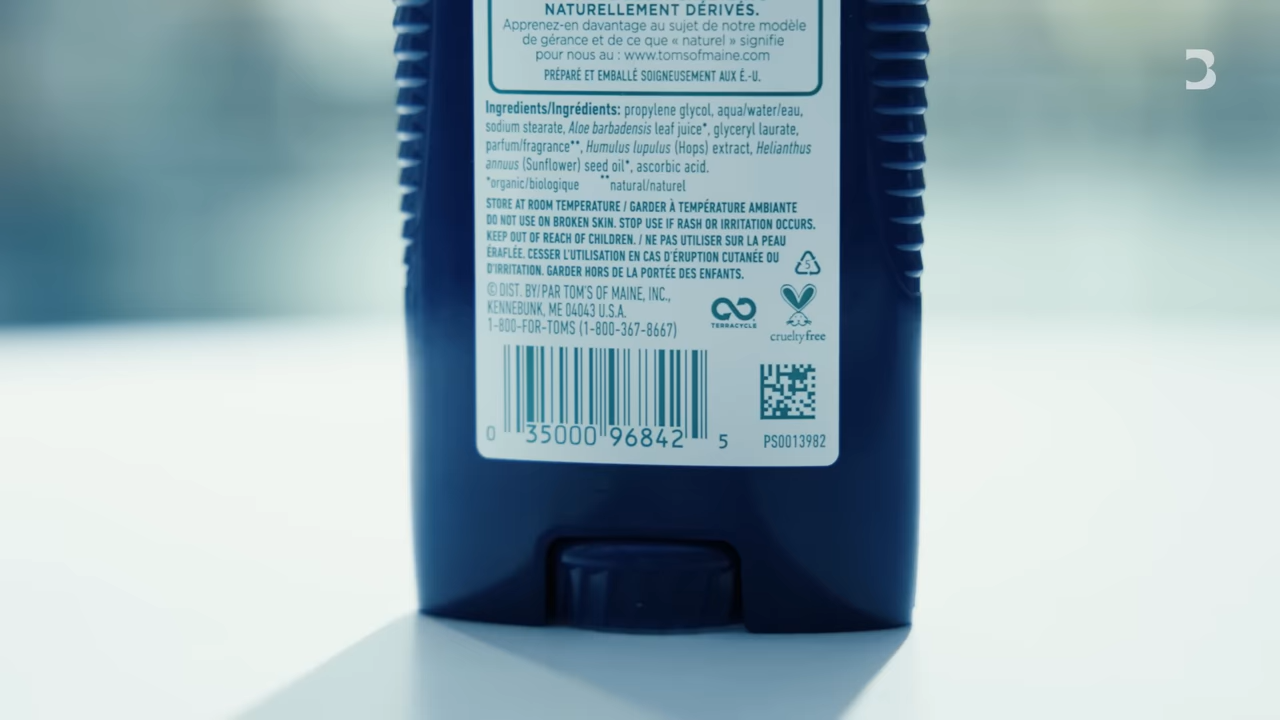 NATURELLEMENT DÉRIVÉS.
Apprenez-en davantage au sujet de notre modèle
de gérance et de ce que « naturel » signifie
pour nous au : www.tomsofmaine.com
PRÉPARÉ ET EMBALLÉ SOIGNEUSEMENT AUX É.-U.
Ingredients/Ingrédients: propylene glycol, aqua/water/eau,
sodium stearate, Aloe barbadensis leaf juice*, glyceryl laurate,
parfum/fragrance**, Humulus lupulus (Hops) extract, Helianthus
annuus (Sunflower) seed oil*, ascorbic acid.
*organic/biologique **natural/naturel
STORE AT ROOM TEMPERATURE / GARDER À TEMPÉRATURE AMBIANTE
DO NOT USE ON BROKEN SKIN. STOP USE IF RASH OR IRRITATION OCCURS.
KEEP OUT OF REACH OF CHILDREN. / NE PAS UTILISER SUR LA PEAU
ÉRAFLÉE. CESSER L'UTILISATION EN CAS D'ÉRUPTION CUTANÉE OU
D'IRRITATION. GARDER HORS DE LA PORTÉE DES ENFANTS.
5
© DIST. BY/PAR TOM'S OF MAINE, INC.,
KENNEBUNK, ME 04043 U.S.A.
1-800-FOR-TOMS (1-800-367-8667)
TERRACYCLE
crueltyfree
0 35000 96842 5
PS0013982